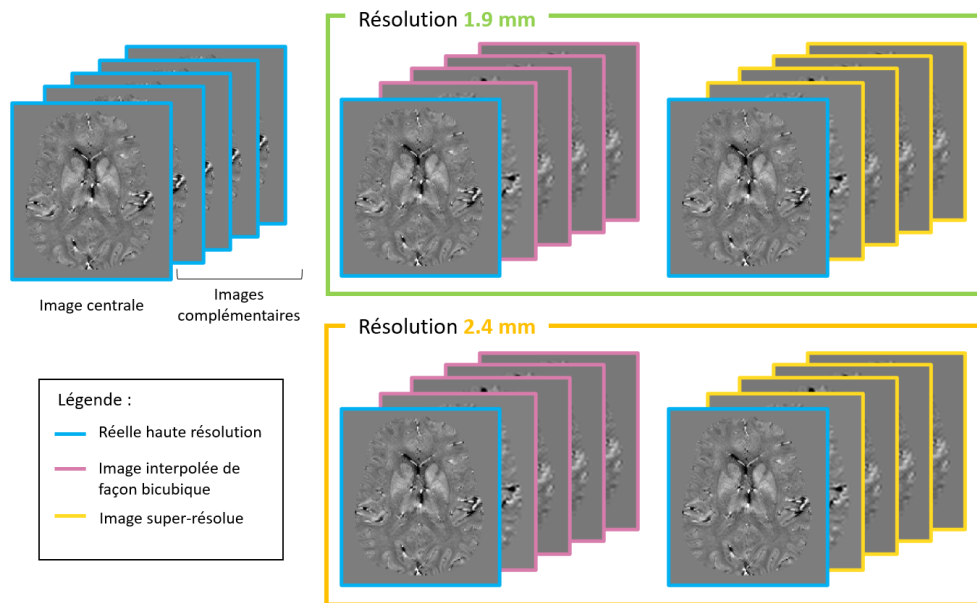 Résolution 1.9 mm
Image centrale
Images
complémentaires
Résolution 2.4 mm
Légende :
Réelle haute résolution
Image interpolée de
façon bicubique
Image super-résolue